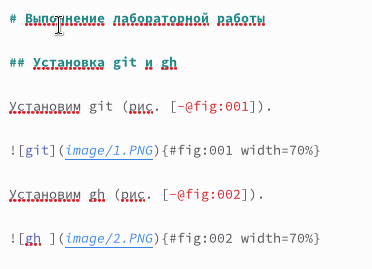 # Выполнение лабораторной работы
## Установка git и gh
Установим git (рис. [-@fig:001]).
![git](image/1.PNG){#fig:001 width=70%}
Установим gh (рис. [-@fig:002]).
![gh ](image/2.PNG){#fig:002 width=70%}